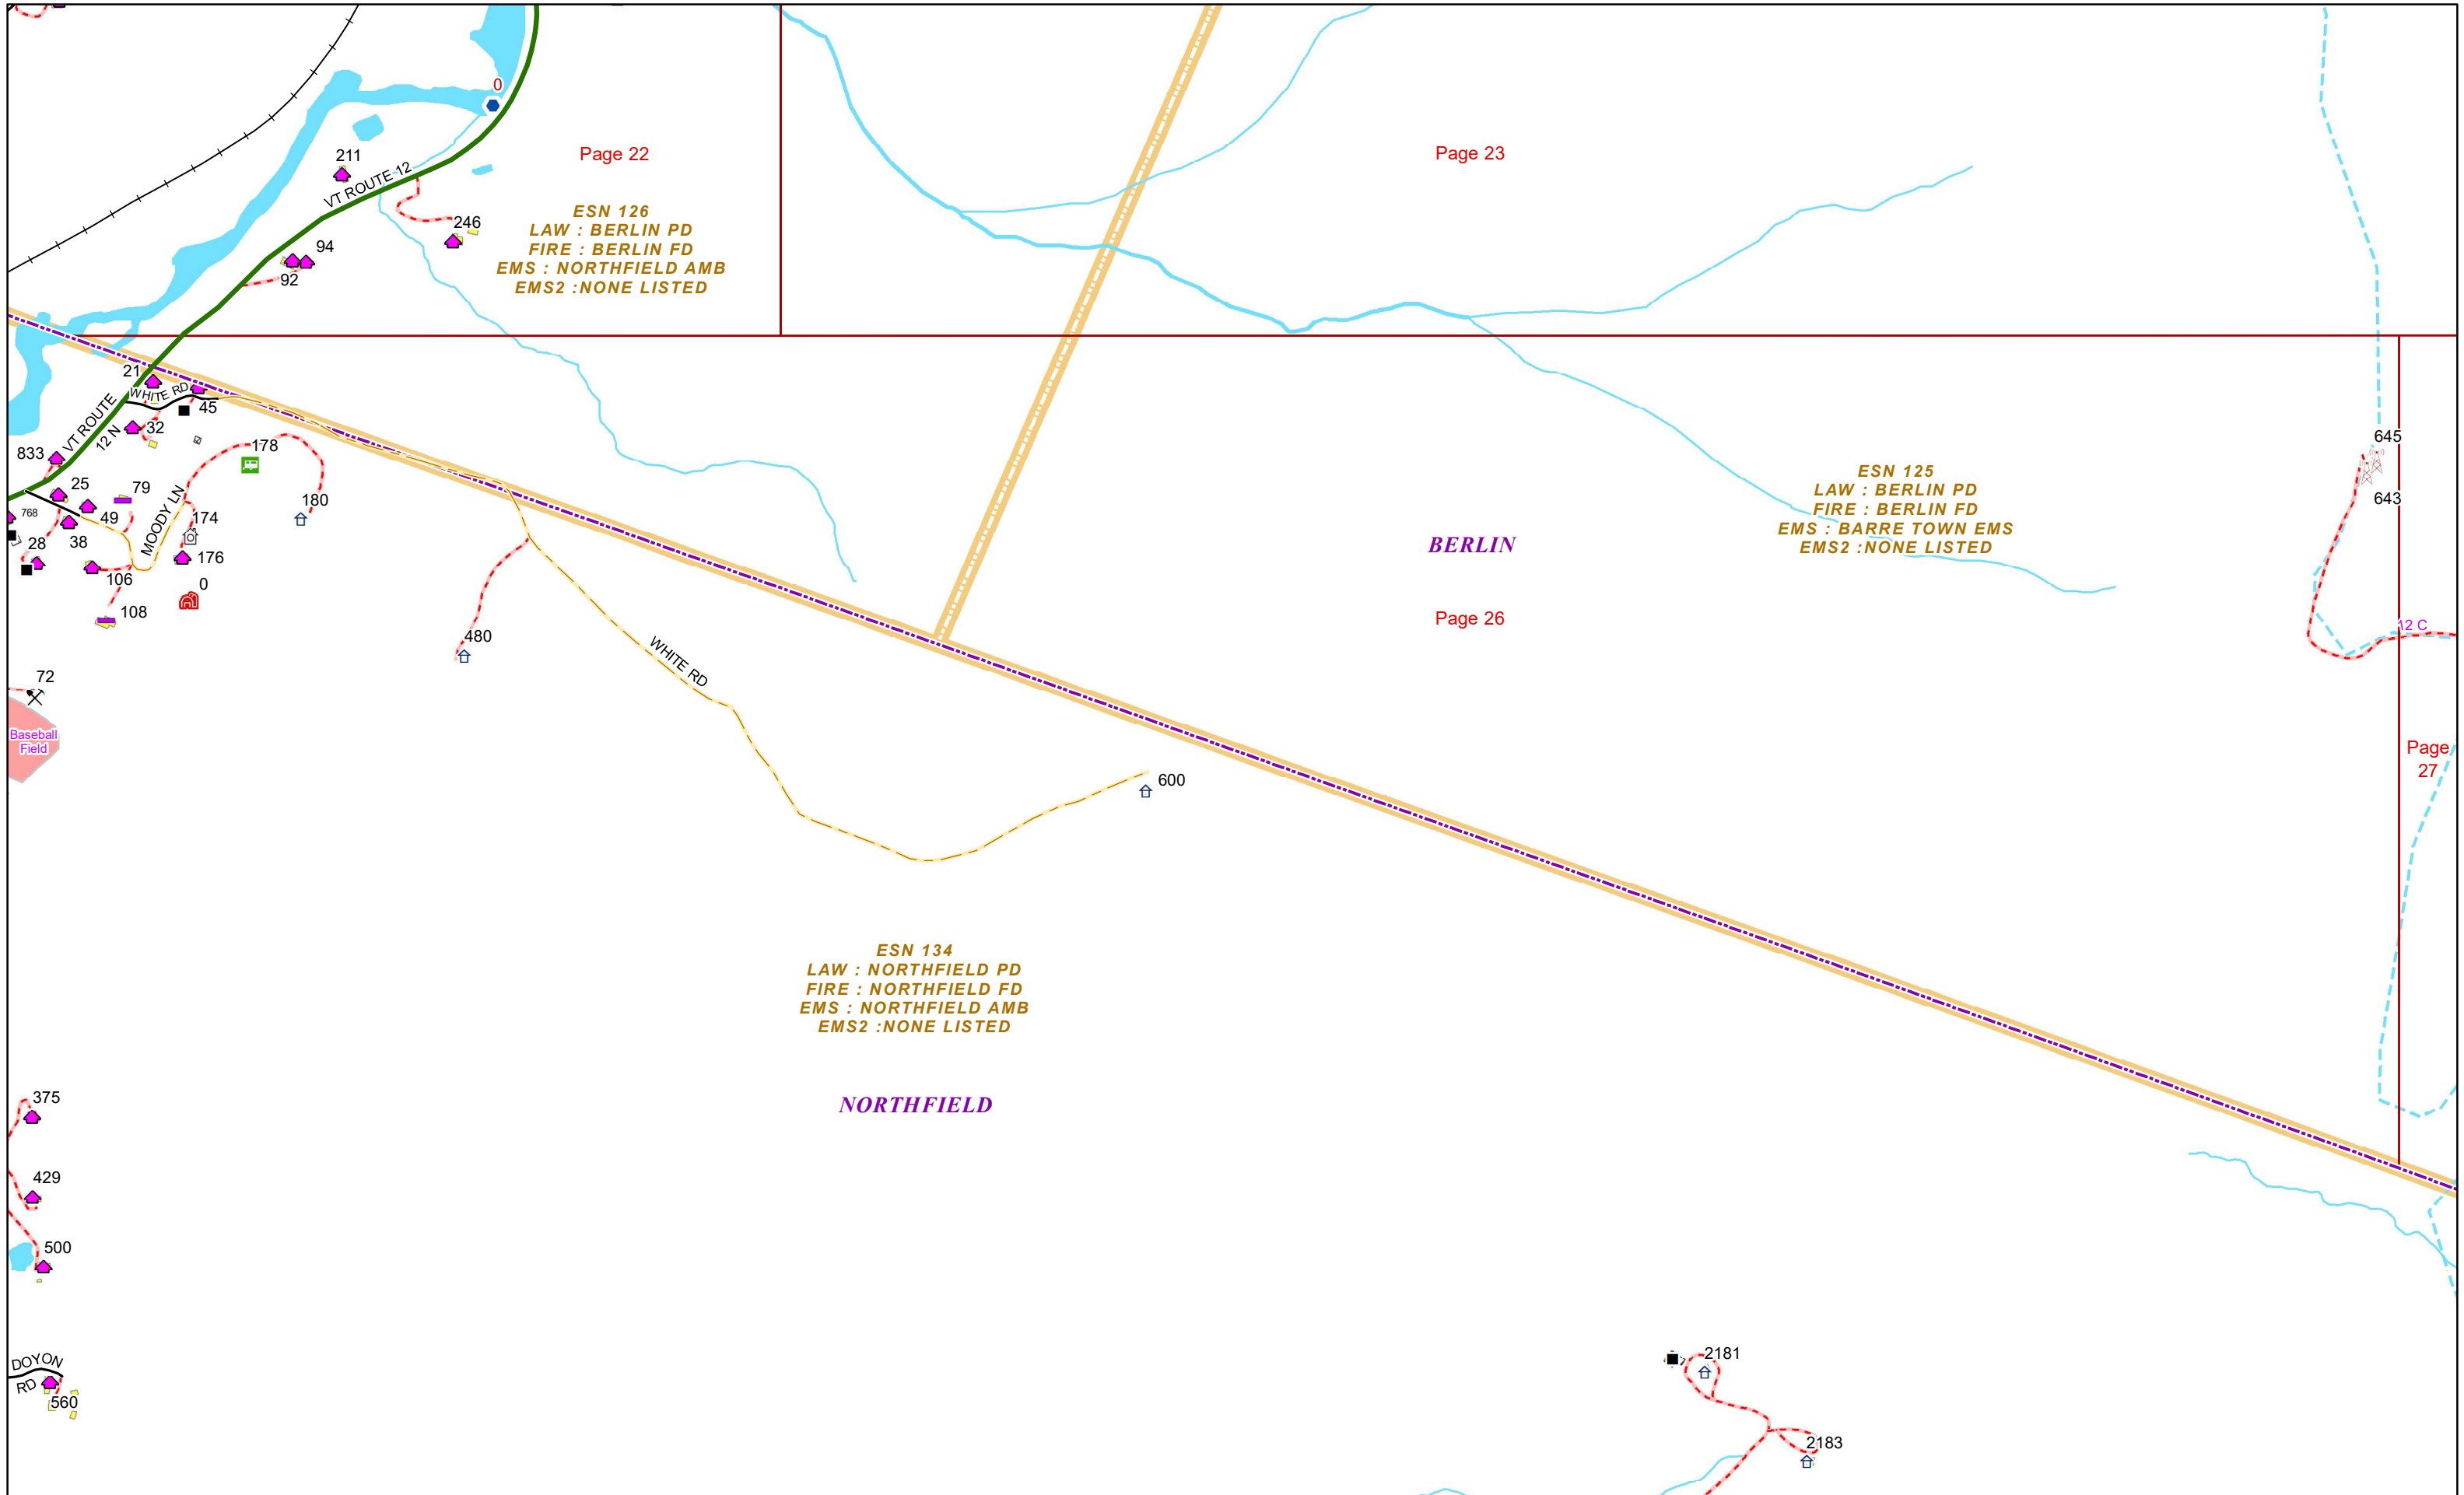 0
211
Page 22
Page 23
VT ROUTE 12
246
ESN 126
LAW : BERLIN PD
FIRE : BERLIN FD
EMS : NORTHFIELD AMB
EMS2 :NONE LISTED
94
92
21
WHITE RD
45
VT ROUTE
12 N
32
833
178
25
79
180
49
MOODY LN
174
768
38
28
176
106
0
108
480
WHITE RD
72
Baseball
Field
600
645
643
ESN 125
LAW : BERLIN PD
FIRE : BERLIN FD
EMS : BARRE TOWN EMS
EMS2 :NONE LISTED
BERLIN
Page 26
12 C
Page
27
ESN 134
LAW : NORTHFIELD PD
FIRE : NORTHFIELD FD
EMS : NORTHFIELD AMB
EMS2 :NONE LISTED
NORTHFIELD
375
429
500
DOYON
RD
560
2181
2183